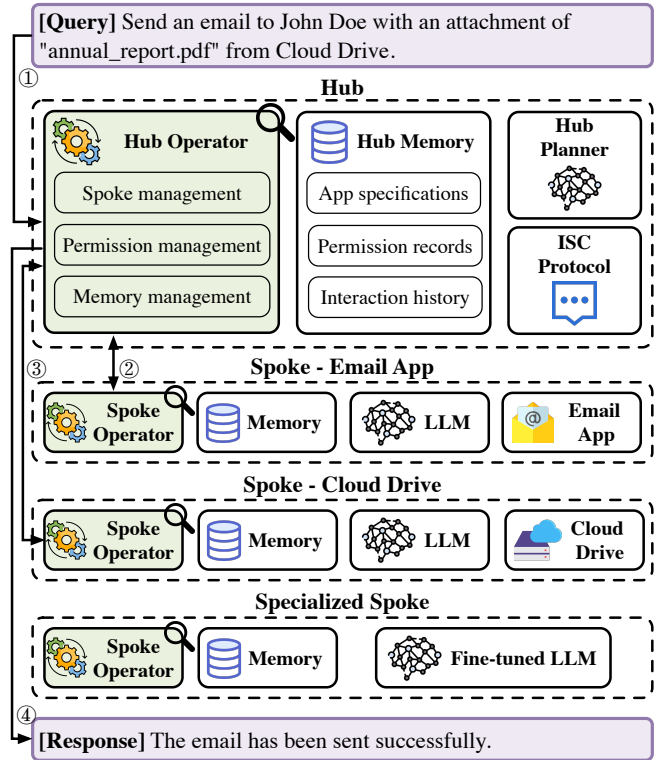 [Query] Send an email to John Doe with an attachment of
"annual_report.pdf" from Cloud Drive.
①
Hub
Hub Operator
Spoke management
Permission management
Memory management
Hub Memory
App specifications
Permission records
Interaction history
Hub
Planner
ISC
Protocol
③
②
Spoke - Email App
Spoke
Operator
Memory
LLM
@
Email
App
Spoke - Cloud Drive
Spoke
Operator
Memory
LLM
Cloud
Drive
Specialized Spoke
Spoke
Operator
Memory
Fine-tuned LLM
④
[Response] The email has been sent successfully.